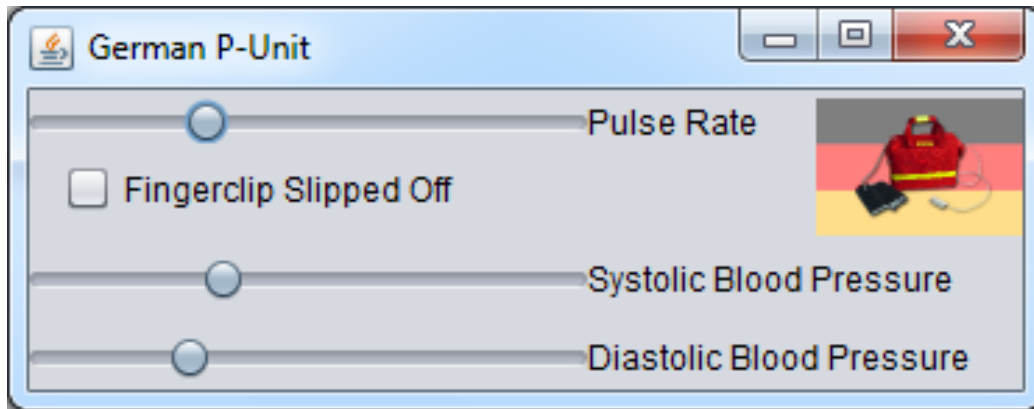 German P-Unit
Pulse Rate
Fingerclip Slipped Off
Systolic Blood Pressure
Diastolic Blood Pressure